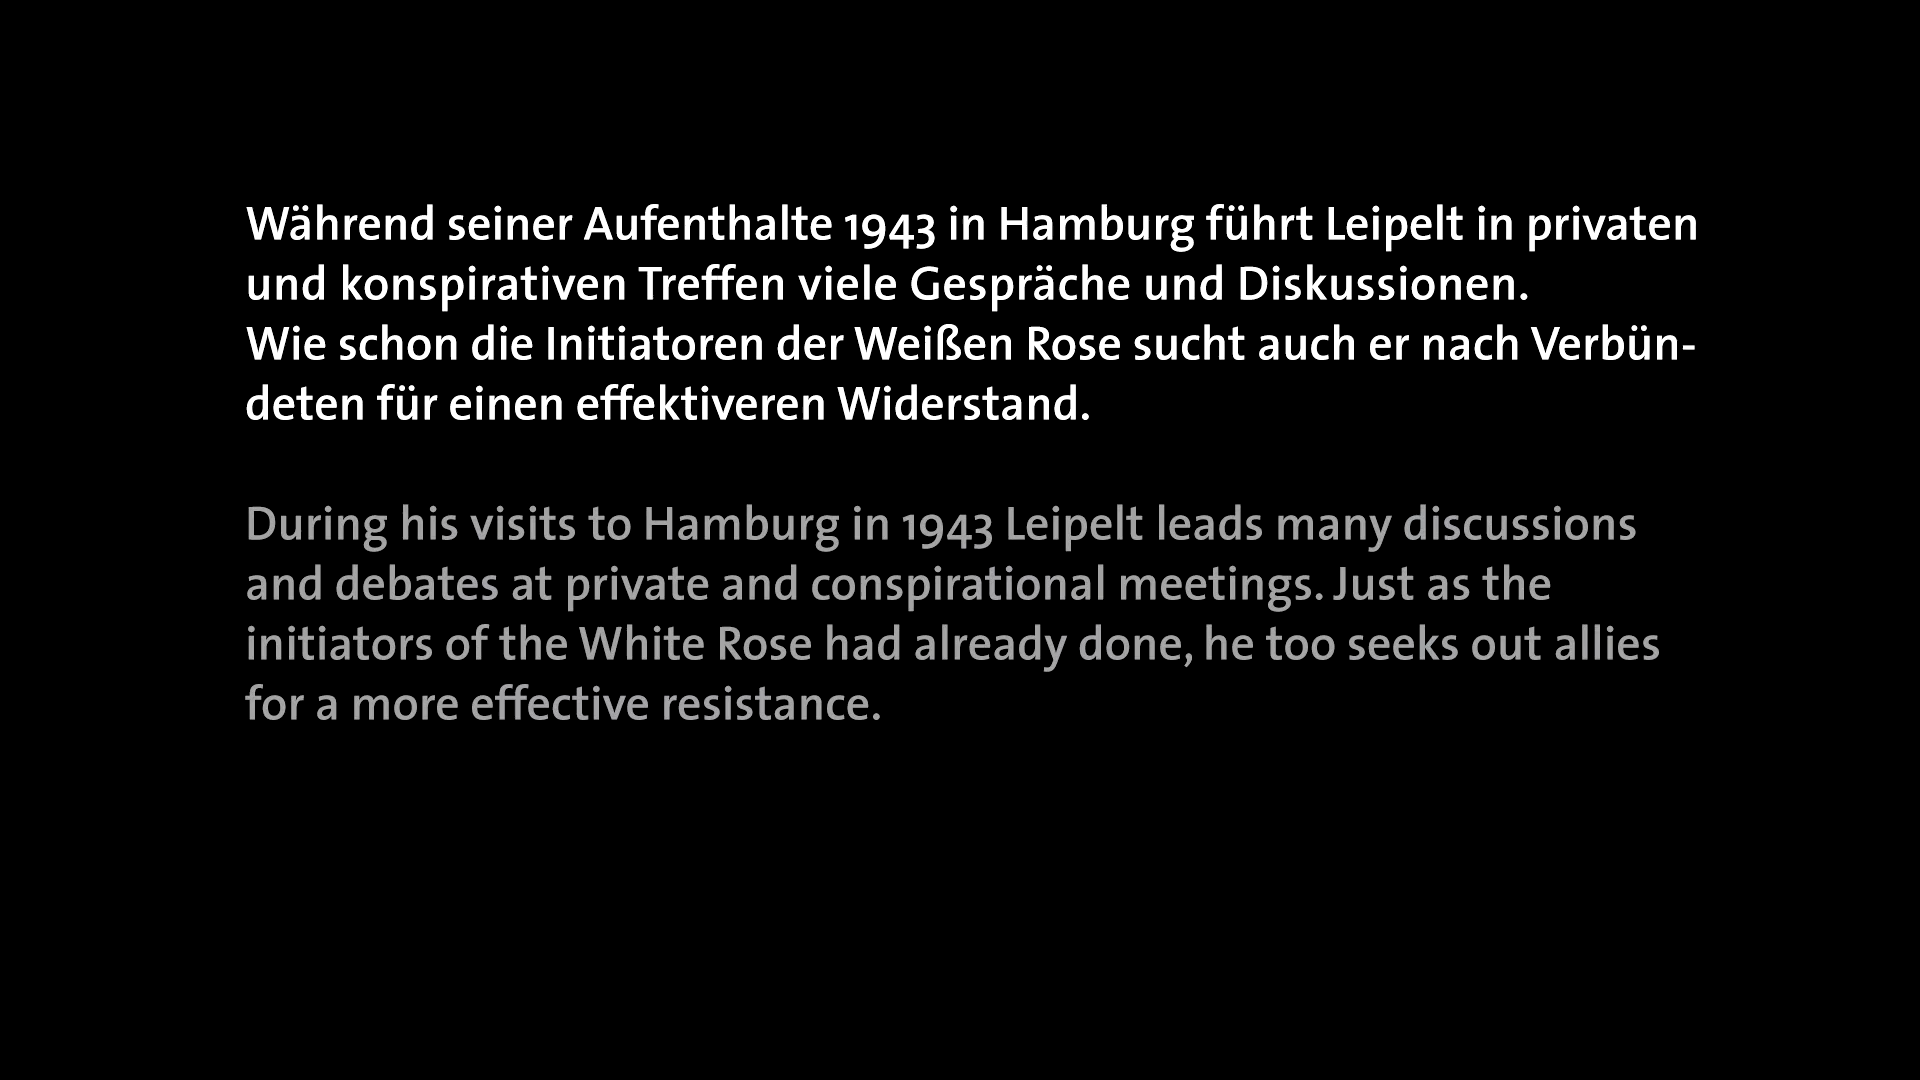 Während seiner Aufenthalte 1943 in Hamburg führt Leipelt in privaten
und konspirativen Treffen viele Gespräche und Diskussionen.
Wie schon die Initiatoren der Weißen Rose sucht auch er nach Verbün-
deten für einen effektiveren Widerstand.
During his visits to Hamburg in 1943 Leipelt leads many discussions
and debates at private and conspirational meetings. Just as the
initiators of the White Rose had already done, he too seeks out allies
for a more effective resistance.